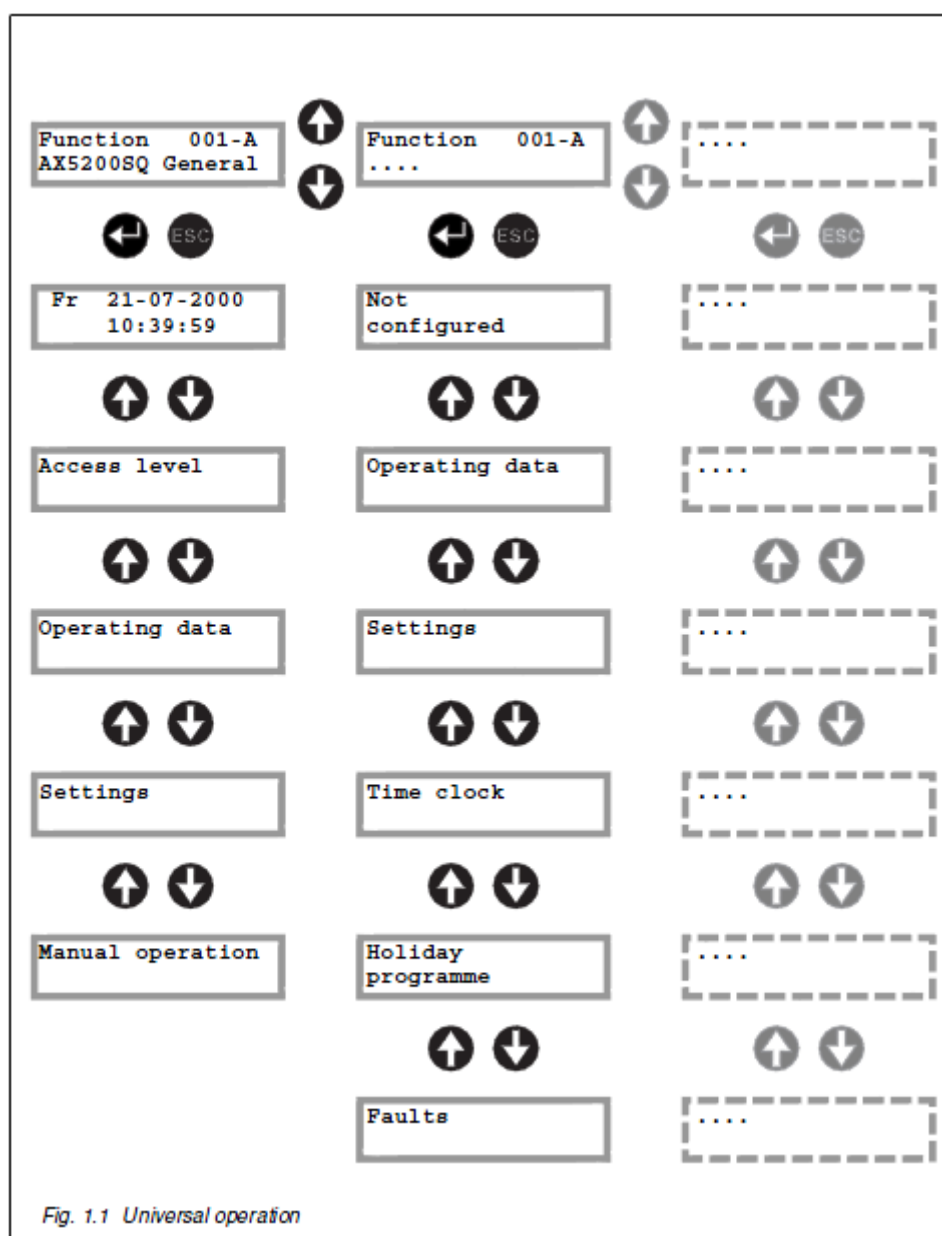 Function 001-A
AX5200SQ General
Function 001-A
....
....
ESC
ESC
ESC
Fr 21-07-2000
10:39:59
Not
configured
....
Access level
Operating data
....
Operating data
Settings
....
Settings
Time clock
....
Manual operation
Holiday
programme
....
Faults
....
Fig. 1.1 Universal operation